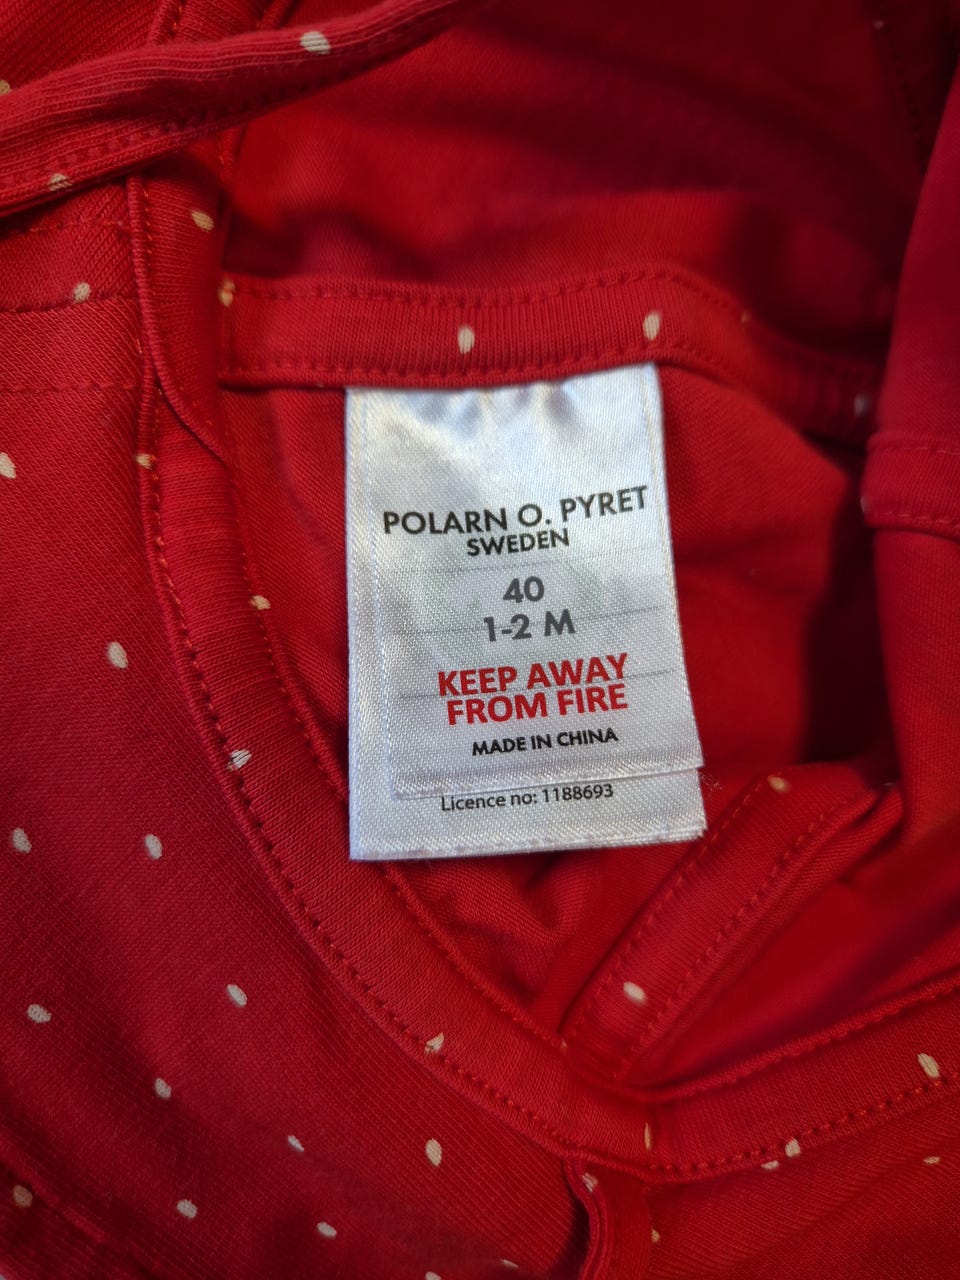 POLARN O. PYRET
SWEDEN
40
1-2 M
KEEP AWAY
FROM FIRE
MADE IN CHINA
Licence no: 1188693